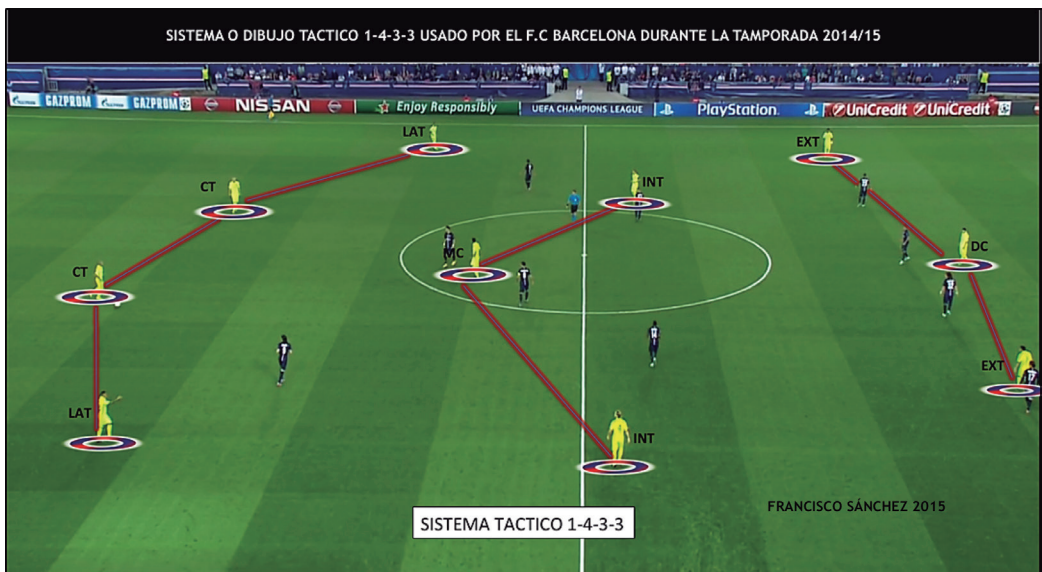 SISTEMA O DIBUJO TACTICO 1-4-3-3 USADO POR EL F.C BARCELONA DURANTE LA TAMPORADA 2014/15
GAZPROM GAZPROM NISSAN Enjoy Responsibly UEFA CHAMPIONS LEAGUE PlayStation UniCredit UniCredit
LAT
EXT
CT
INT
MC
DC
CT
EXT
LAT
INT
FRANCISCO SÁNCHEZ 2015
SISTEMA TACTICO 1-4-3-3